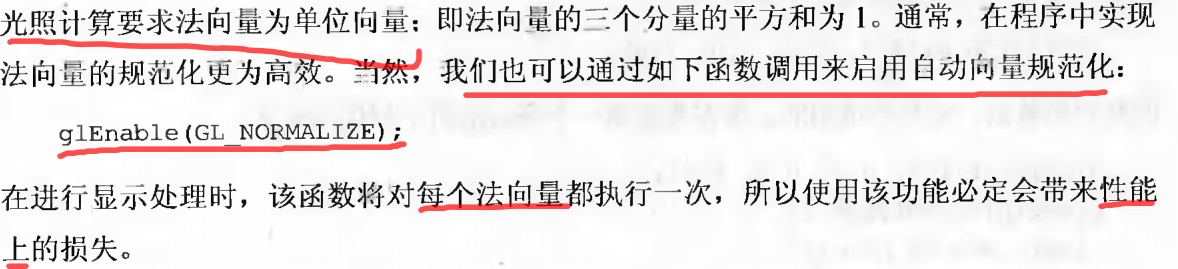 光照计算要求法向量为单位向量；即法向量的三个分量的平方和为 1。通常，在程序中实现
法向量的规范化更为高效。当然，我们也可以通过如下函数调用来启用自动向量规范化：
glEnable(GL_NORMALIZE);
在进行显示处理时，该函数将对每个法向量都执行一次，所以使用该功能必定会带来性能
上的损失。